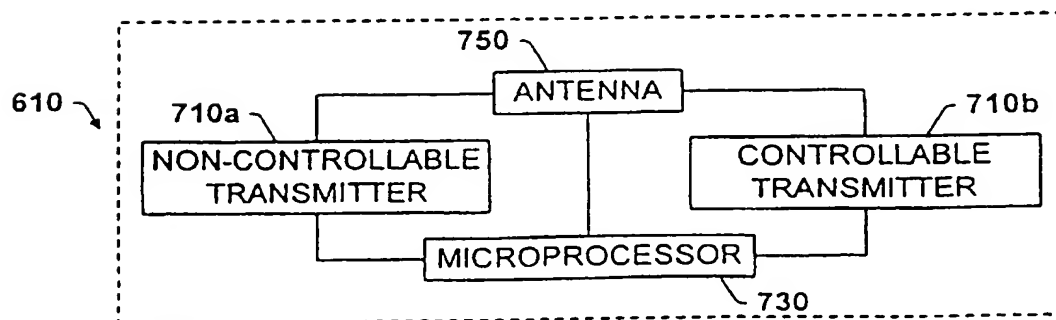 750
ANTENNA
610
710a
710b
NON-CONTROLLABLE
TRANSMITTER
CONTROLLABLE
TRANSMITTER
MICROPROCESSOR
730